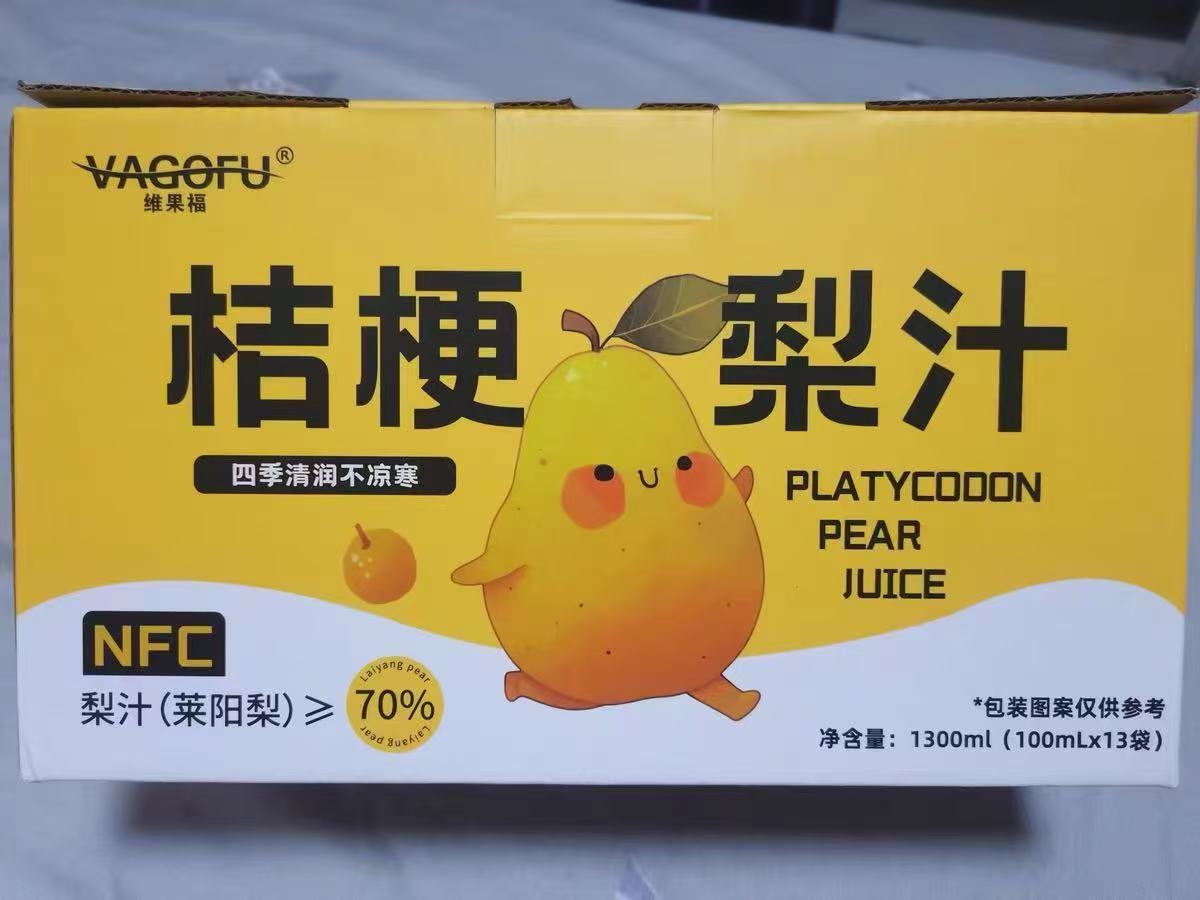 VAGOFU®
维果福
桔梗 梨汁
四季清润不凉寒
PLATYCODON
PEAR
JUICE
NFC
梨汁(莱阳梨)≥
Laiyang pear
70%
Laiyang pear
*包装图案仅供参考
净含量:1300ml(100mLx13袋)